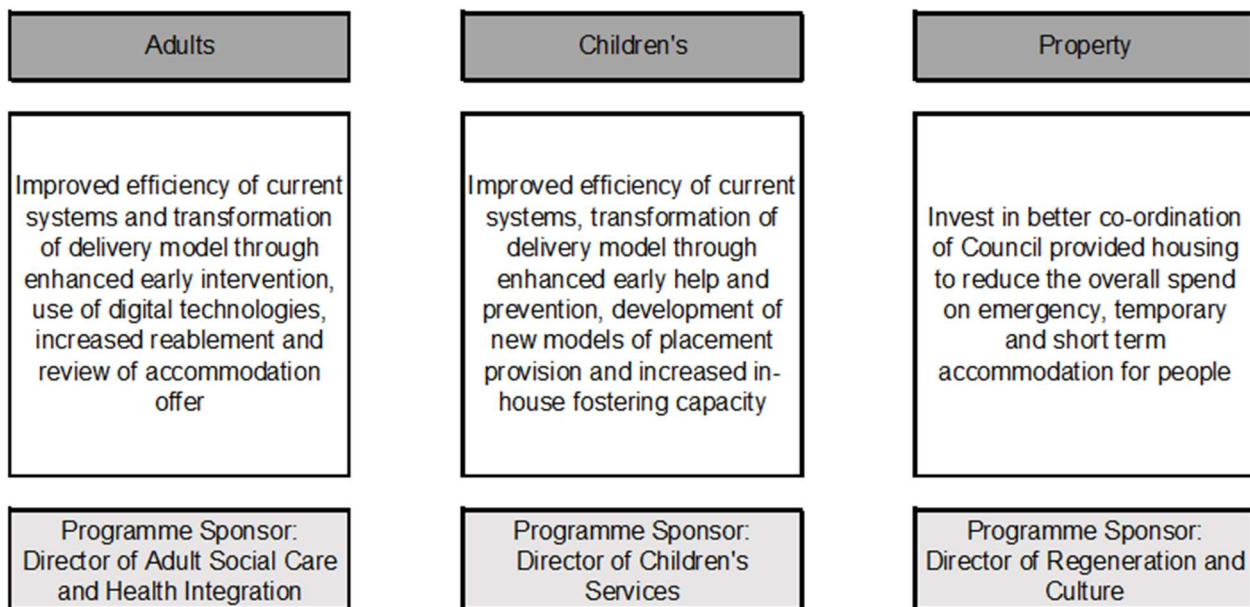 Adults
Improved efficiency of current
systems and transformation
of delivery model through
enhanced early intervention,
use of digital technologies,
increased reablement and
review of accommodation
offer
Programme Sponsor:
Director of Adult Social Care
and Health Integration
Children's
Improved efficiency of current
systems, transformation of
delivery model through
enhanced early help and
prevention, development of
new models of placement
provision and increased in-
house fostering capacity
Programme Sponsor:
Director of Children's
Services
Property
Invest in better co-ordination
of Council provided housing
to reduce the overall spend
on emergency, temporary
and short term
accommodation for people
Programme Sponsor:
Director of Regeneration and
Culture